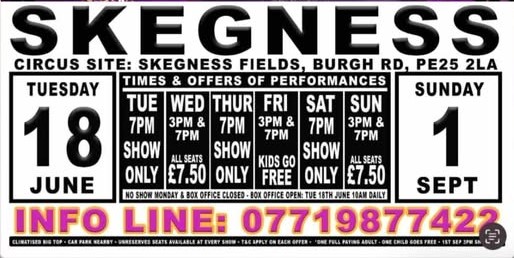 SKEGNESS
CIRCUS SITE: SKEGNESS FIELDS, BURGH RD, PE25 2LA
TUESDAY
18
JUNE
TIMES & OFFERS OF PERFORMANCES
TUE
7PM
SHOW
ONLY
WED
3PM &
7PM
ALL SEATS
£7.50
THUR
7PM
SHOW
ONLY
FRI
3PM &
7PM
KIDS GO
FREE
SAT
7PM
SHOW
ONLY
SUN
3PM &
7PM
ALL SEATS
£7.50
NO SHOW MONDAY & BOX OFFICE CLOSED - BOX OFFICE OPEN: TUE 18TH JUNE 10AM DAILY
SUNDAY
1
SEPT
INFO LINE: 07719877422
CLIMATISED BIG TOP • CAR PARK NEARBY • UNRESERVED SEATS AVAILABLE AT EVERY SHOW • T&C APPLY ON EACH OFFER • *ONE FULL PAYING ADULT - ONE CHILD GOES FREE • 1ST SEP 3PM